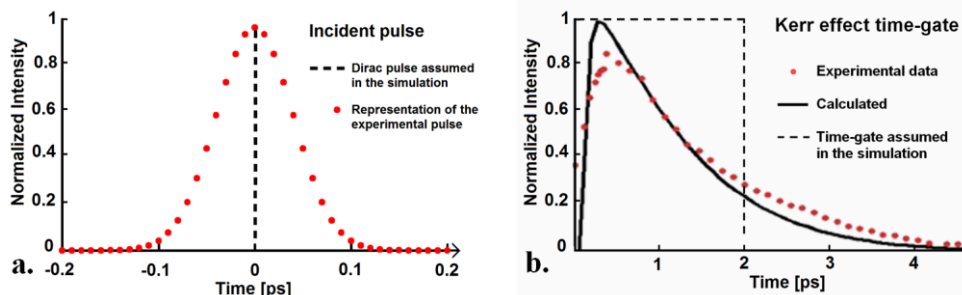 1
0.8
0.6
0.4
0.2
0
Normalized Intensity
Incident pulse
Dirac pulse assumed
in the simulation
Representation of the
experimental pulse
-0.2
-0.1
0
0.1
0.2
Time [ps]
a.
1
0.8
0.6
0.4
0.2
0
Normalized Intensity
Kerr effect time-gate
Experimental data
Calculated
Time-gate assumed
in the simulation
1
2
3
4
Time [ps]
b.